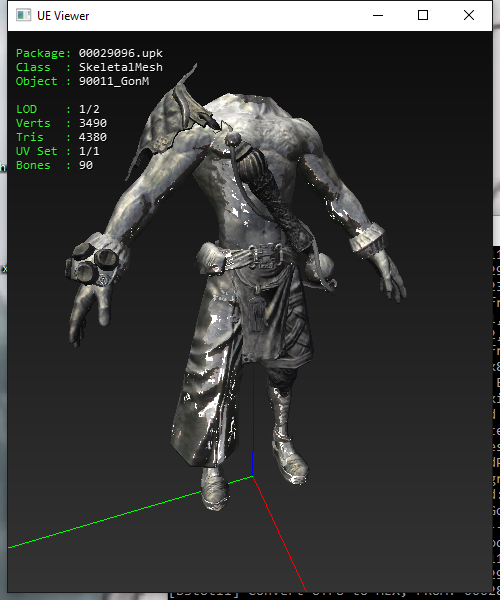 UE Viewer
Package: 00029096.upk
Class : SkeletalMesh
Object : 90011_GonM
LOD : 1/2
Verts : 3490
Tris : 4380
UV Set : 1/1
Bones : 90